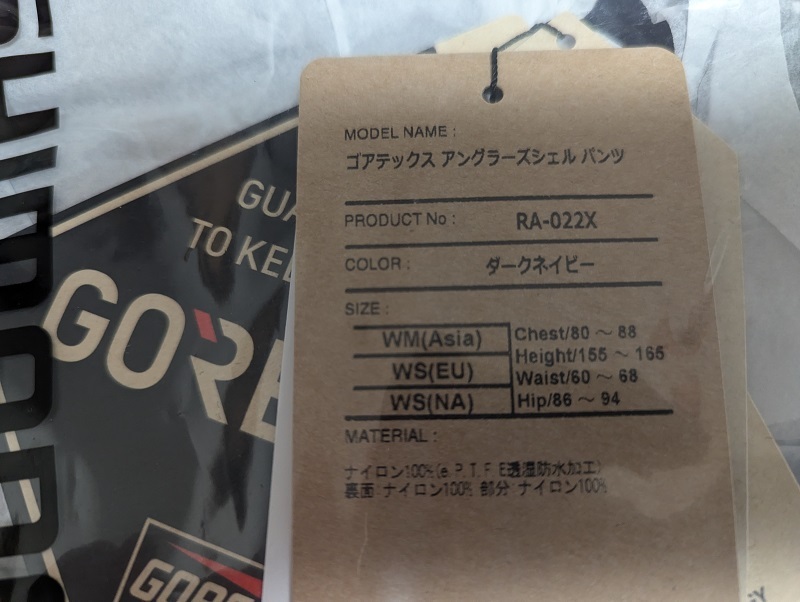 SHIMANO
GUA
TO KEE
GORE
MODEL NAME :
ゴアテックス アングラーズシェル パンツ
PRODUCT No : RA-022X
COLOR : ダークネイビー
SIZE :
WM(Asia)
WS(EU)
WS(NA)
Chest/80 ～ 88
Height/155 ～ 165
Waist/60 ～ 68
Hip/86 ～ 94
MATERIAL :
ナイロン100%(e.P.T.F.E透湿防水加工)
裏面:ナイロン100% 部分:ナイロン100%